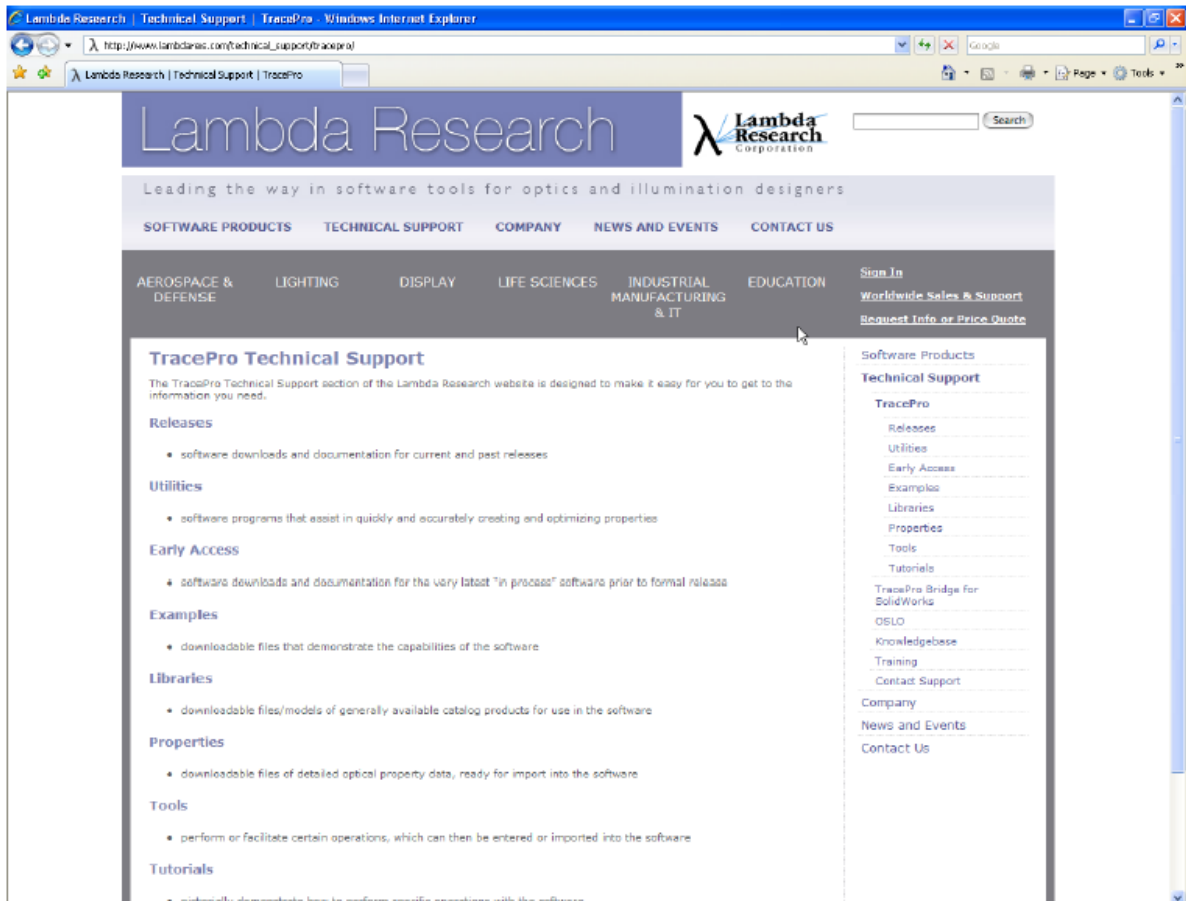 Lambda Research | Technical Support | TracePro - Windows Internet Explorer
http://www.lambdares.com/technical_support/tracepro/
Google
Lambda Research | Technical Support | TracePro
Page
Tools
Lambda Research
λ Lambda
Research
Corporation
Search
Leading the way in software tools for optics and illumination designers
SOFTWARE PRODUCTS TECHNICAL SUPPORT COMPANY NEWS AND EVENTS CONTACT US
AEROSPACE &
DEFENSE
LIGHTING
DISPLAY
LIFE SCIENCES
INDUSTRIAL
MANUFACTURING
& IT
EDUCATION
Sign In
Worldwide Sales & Support
Request Info or Price Quote
TracePro Technical Support
The TracePro Technical Support section of the Lambda Research website is designed to make it easy for you to get to the
information you need.
Releases
• software downloads and documentation for current and past releases
Utilities
• software programs that assist in quickly and accurately creating and optimizing properties
Early Access
• software downloads and documentation for the very latest "in process" software prior to formal release
Examples
• downloadable files that demonstrate the capabilities of the software
Libraries
• downloadable files/models of generally available catalog products for use in the software
Properties
• downloadable files of detailed optical property data, ready for import into the software
Tools
• perform or facilitate certain operations, which can then be entered or imported into the software
Tutorials
• pictorially demonstrate how to perform specific operations with the software
Software Products
Technical Support
TracePro
Releases
Utilities
Early Access
Examples
Libraries
Properties
Tools
Tutorials
TracePro Bridge for
SolidWorks
OSLO
Knowledgebase
Training
Contact Support
Company
News and Events
Contact Us